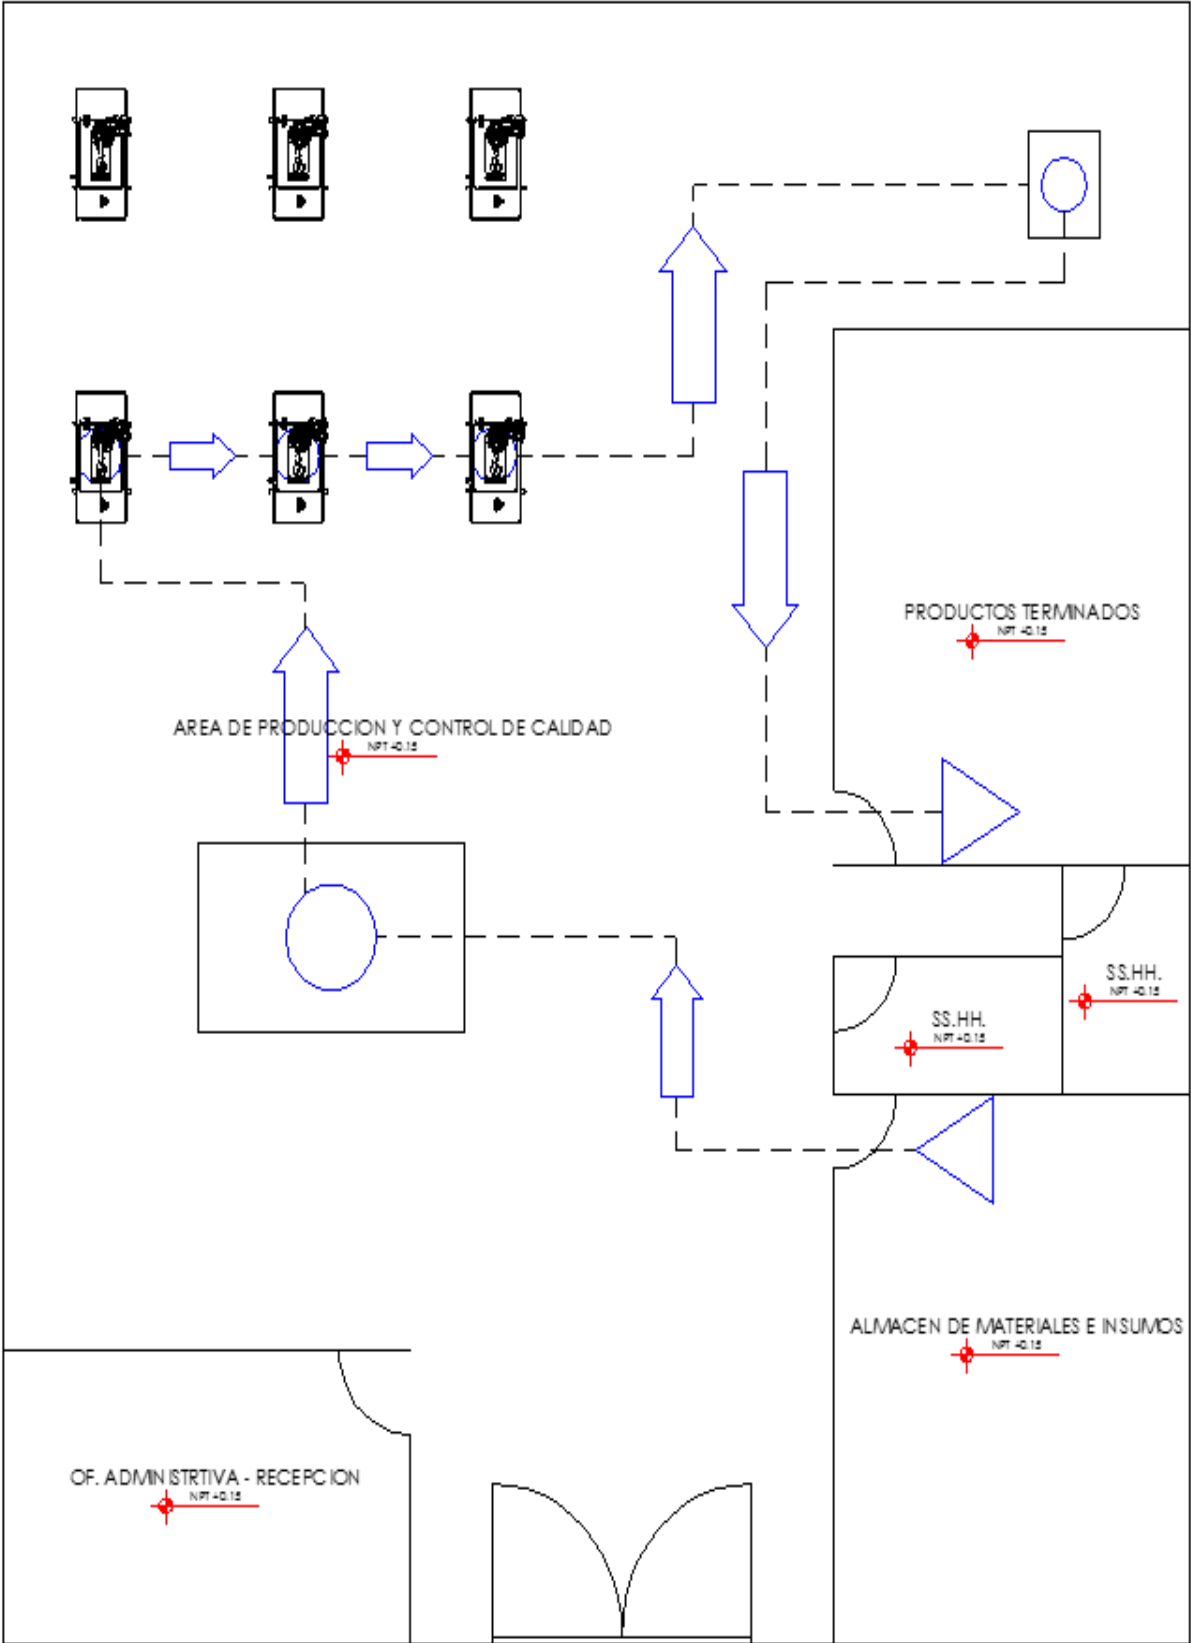 PRODUCTOS TERMINADOS
NPT +0.15
AREA DE PRODUCCION Y CONTROL DE CALIDAD
NPT +0.15
SS.HH.
NPT +0.15
SS.HH.
NPT +0.15
ALMACEN DE MATERIALES E INSUMOS
NPT +0.15
OF. ADMINISTRTIVA - RECEPCION
NPT +0.15